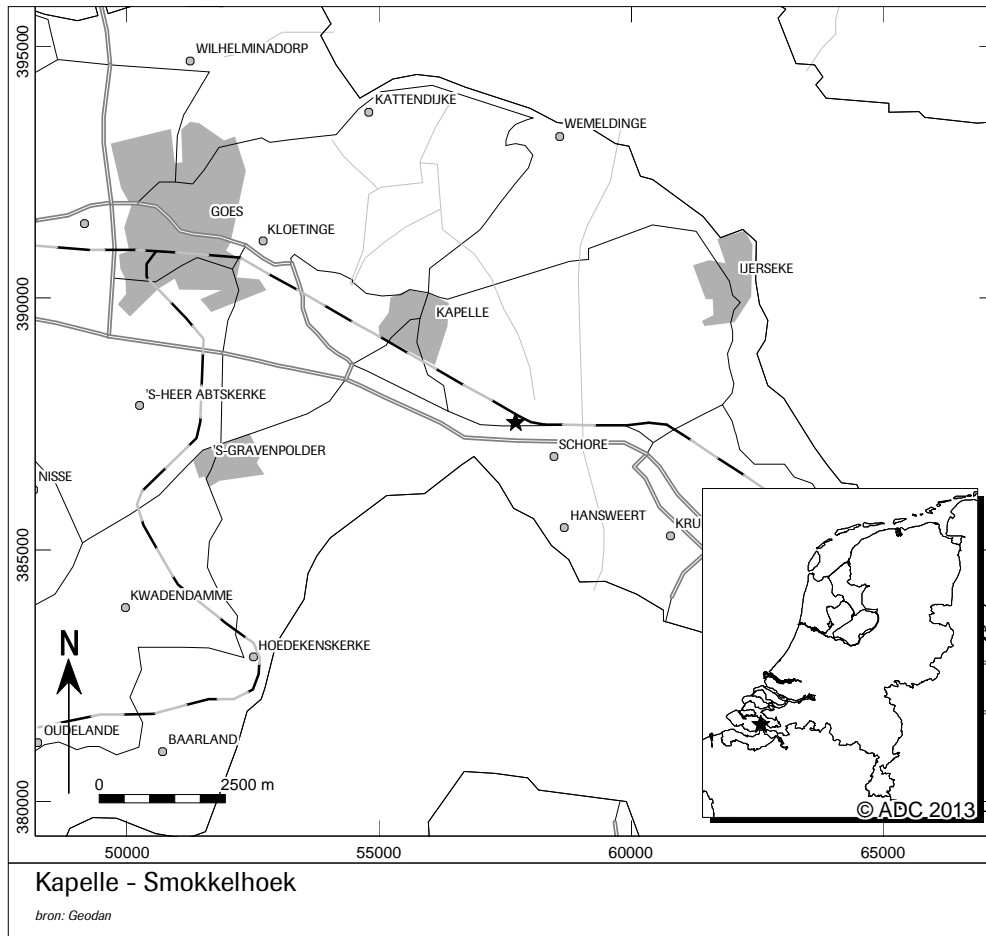 395000
WILHELMINADORP
KATTENDIJKE
WEMELDINGE
GOES
KLOETINGE
IJERSEKE
390000
KAPELLE
'S-HEER ABTSKERKE
'S-GRAVENPOLDER
SCHORE
NISSE
HANSWEERT
KRU
385000
KWADENDAMME
N
HOEDEKENSKERKE
OUDELANDE
BAARLAND
0 2500 m
380000
© ADC 2013
50000 55000 60000 65000
Kapelle - Smokkelhoek
bron: Geodan